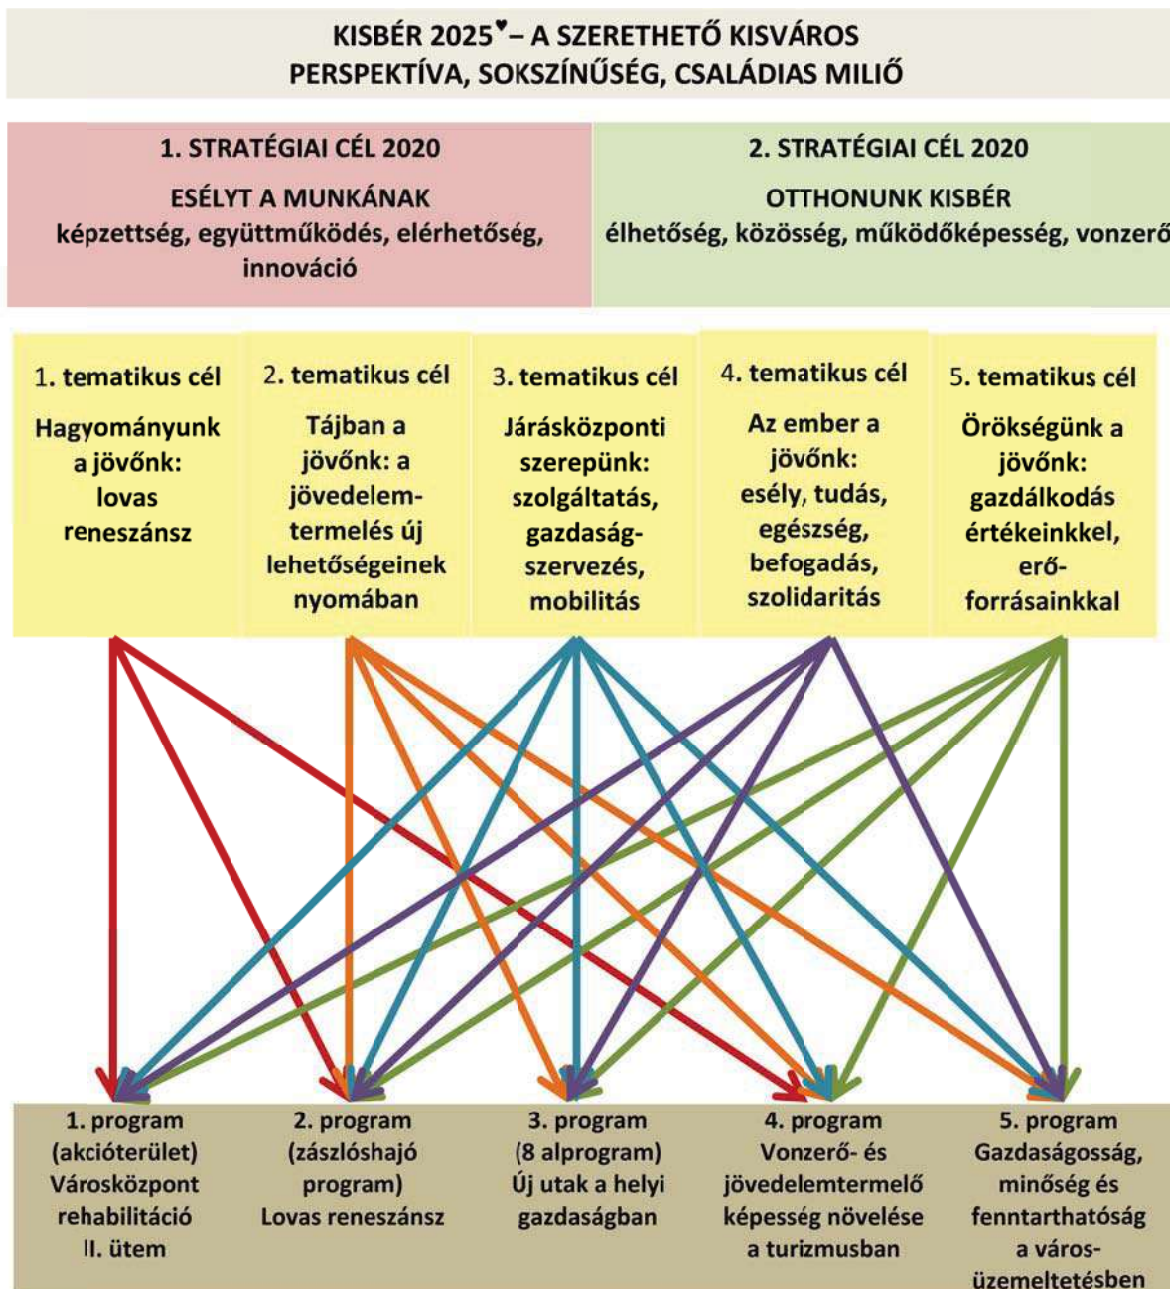 KISBÉR 2025♥– A SZERETHETŐ KISVÁROS
PERSPEKTÍVA, SOKSZÍNŰSÉG, CSALÁDIAS MILIŐ
1. STRATÉGIAI CÉL 2020
ESÉLYT A MUNKÁNAK
képzettség, együttműködés, elérhetőség,
innováció
2. STRATÉGIAI CÉL 2020
OTTHONUNK KISBÉR
élhetőség, közösség, működőképesség, vonzerő
1. tematikus cél
Hagyományunk
a jövőnk:
lovas
reneszánsz
2. tematikus cél
Tájban a
jövőnk: a
jövedelem-
termelés új
lehetőségeinek
nyomában
3. tematikus cél
Járásközponti
szerepünk:
szolgáltatás,
gazdaság-
szervezés,
mobilitás
4. tematikus cél
Az ember a
jövőnk:
esély, tudás,
egészség,
befogadás,
szolidaritás
5. tematikus cél
Örökségünk a
jövőnk:
gazdálkodás
értékeinkkel,
erő-
forrásainkkal
1. program
(akcióterület)
Városközpont
rehabilitáció
II. ütem
2. program
(zászlóshajó
program)
Lovas reneszánsz
3. program
(8 alprogram)
Új utak a helyi
gazdaságban
4. program
Vonzerő- és
jövedelemtermelő
képesség növelése
a turizmusban
5. program
Gazdaságosság,
minőség és
fenntarthatóság
a város-
üzemeltetésben